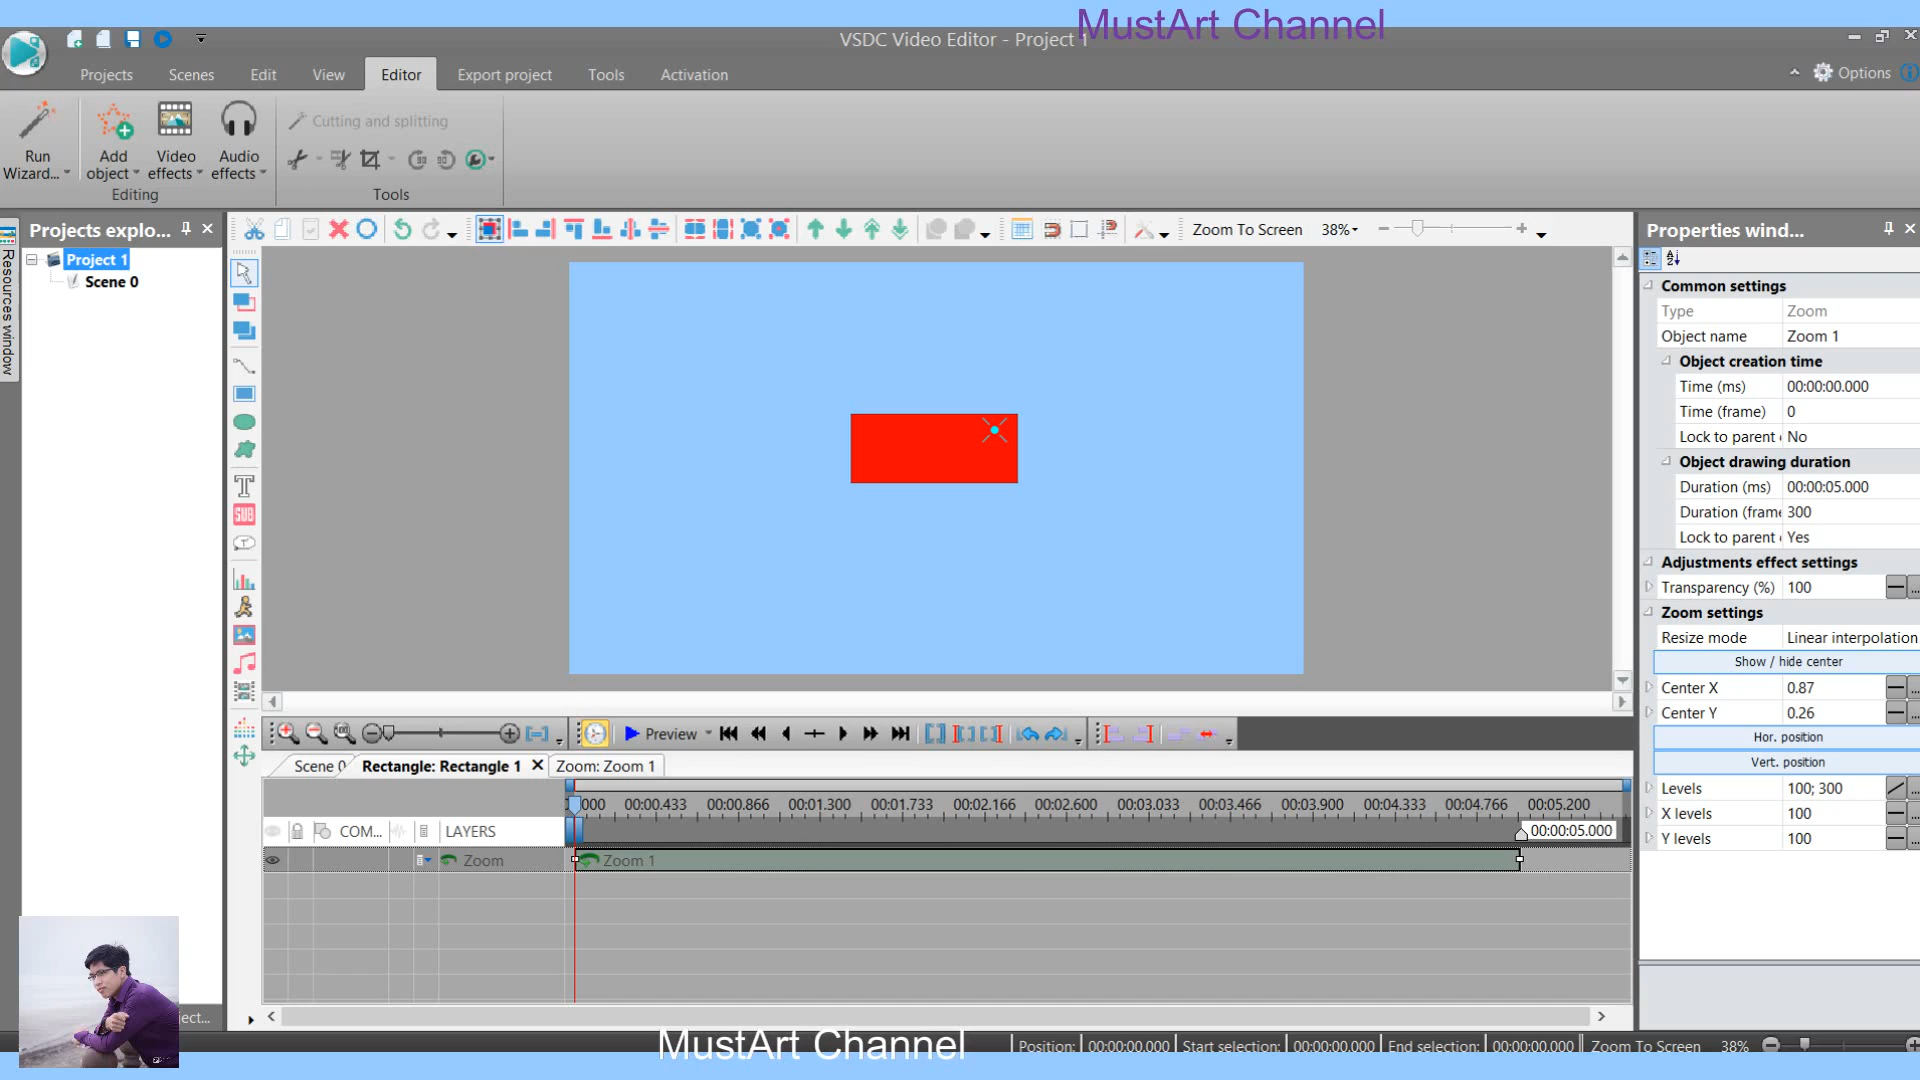 MustArt Channel
VSDC Video Editor - Project 1
Projects
Scenes
Edit
View
Editor
Export project
Tools
Activation
Options
Run Wizard...
Add object
Video effects
Audio effects
Editing
Cutting and splitting
Tools
Resources window
Projects explo...
Project 1
Scene 0
Zoom To Screen
38%
T
SUB
Preview
Scene 0
Rectangle: Rectangle 1
Zoom: Zoom 1
000
00:00.433
00:00.866
00:01.300
00:01.733
00:02.166
00:02.600
00:03.033
00:03.466
00:03.900
00:04.333
00:04.766
00:05.200
COM...
LAYERS
00:00:05.000
Zoom
Zoom 1
Properties wind...
Common settings
Type Zoom
Object name Zoom 1
Object creation time
Time (ms) 00:00:00.000
Time (frame) 0
Lock to parent No
Object drawing duration
Duration (ms) 00:00:05.000
Duration (frame 300
Lock to parent Yes
Adjustments effect settings
Transparency (%) 100
Zoom settings
Resize mode Linear interpolation
Show / hide center
Center X 0.87
Center Y 0.26
Hor. position
Vert. position
Levels 100; 300
X levels 100
Y levels 100
ect...
MustArt Channel
Position: 00:00:00.000
Start selection: 00:00:00.000
End selection: 00:00:00.000
Zoom To Screen 38%